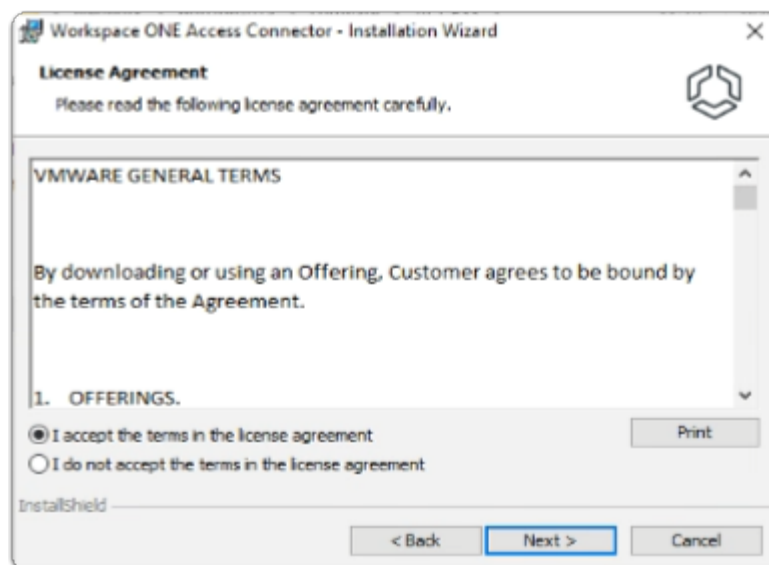 Workspace ONE Access Connector - Installation Wizard
License Agreement
Please read the following license agreement carefully.
VMWARE GENERAL TERMS
By downloading or using an Offering, Customer agrees to be bound by
the terms of the Agreement.
1. OFFERINGS.
I accept the terms in the license agreement
Print
I do not accept the terms in the license agreement
InstallShield
< Back
Next >
Cancel